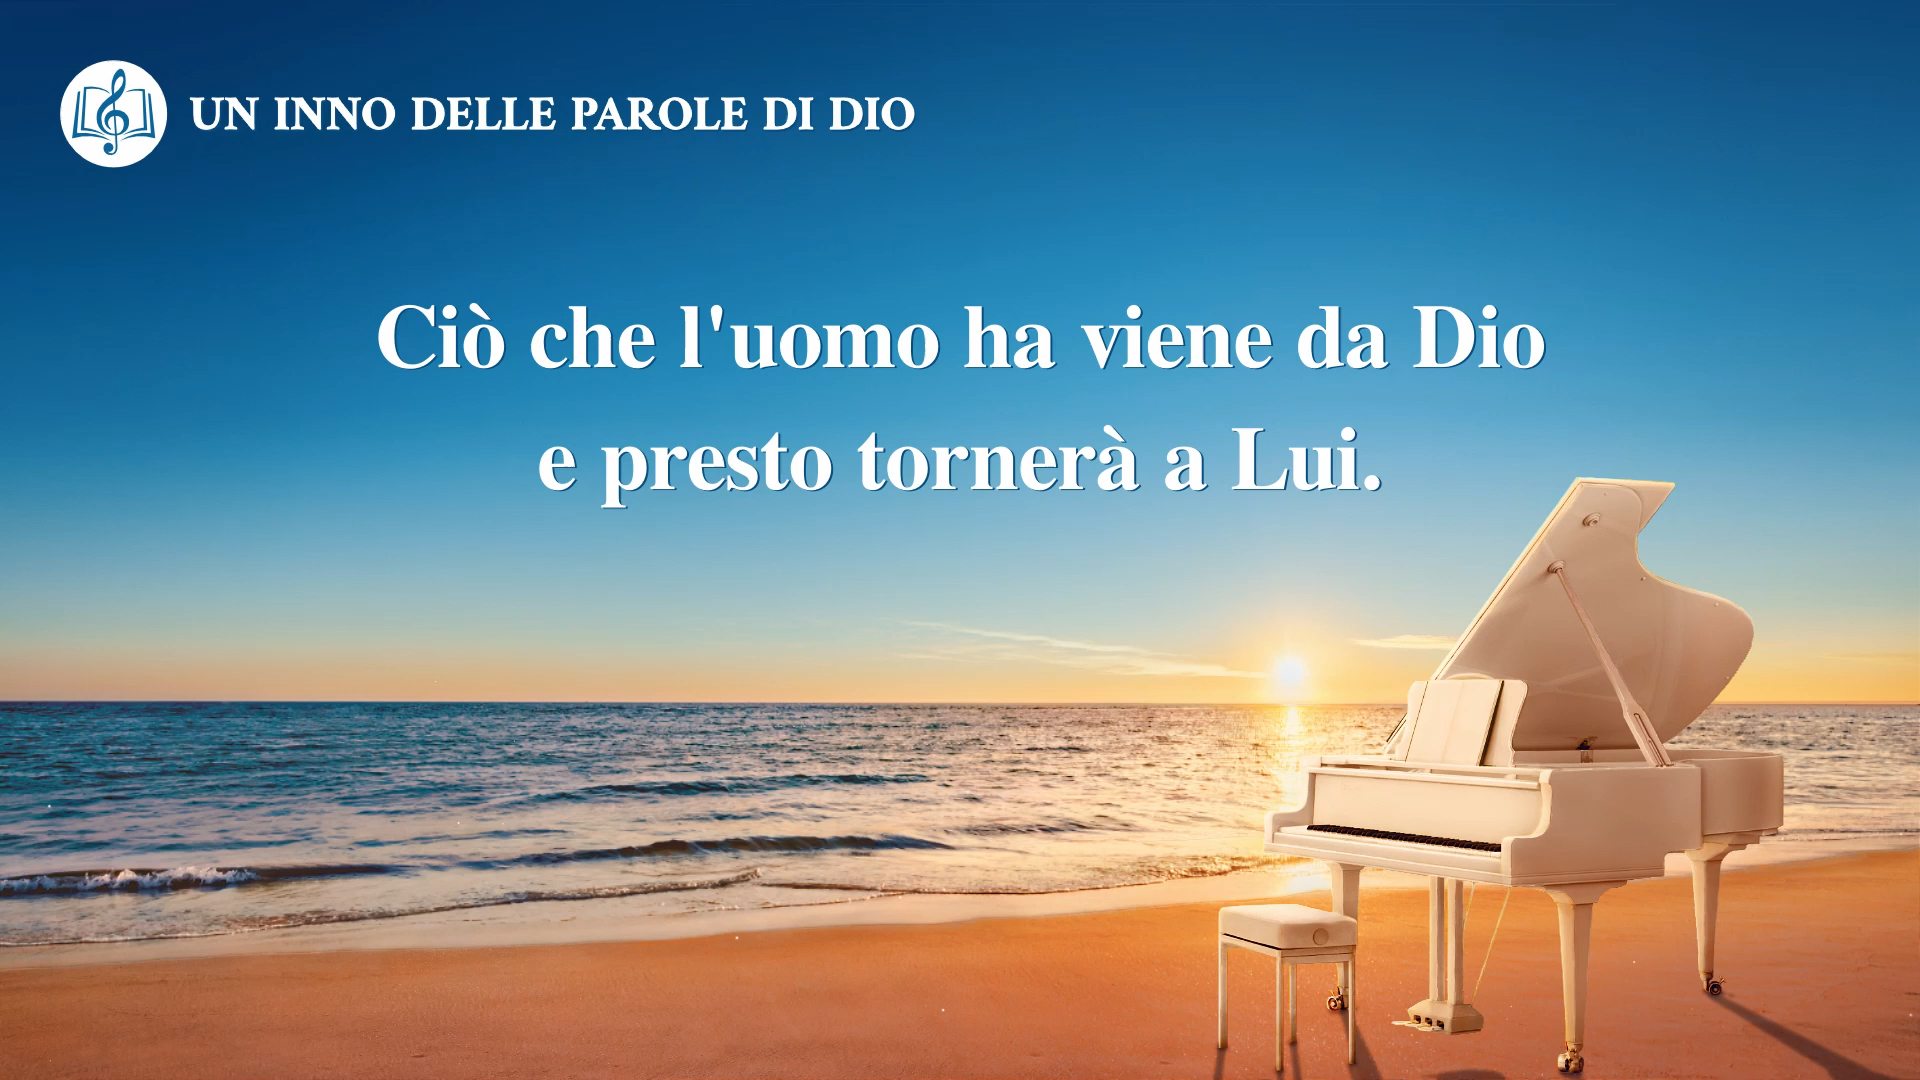 UN INNO DELLE PAROLE DI DIO
Ciò che l'uomo ha viene da Dio
e presto tornerà a Lui.